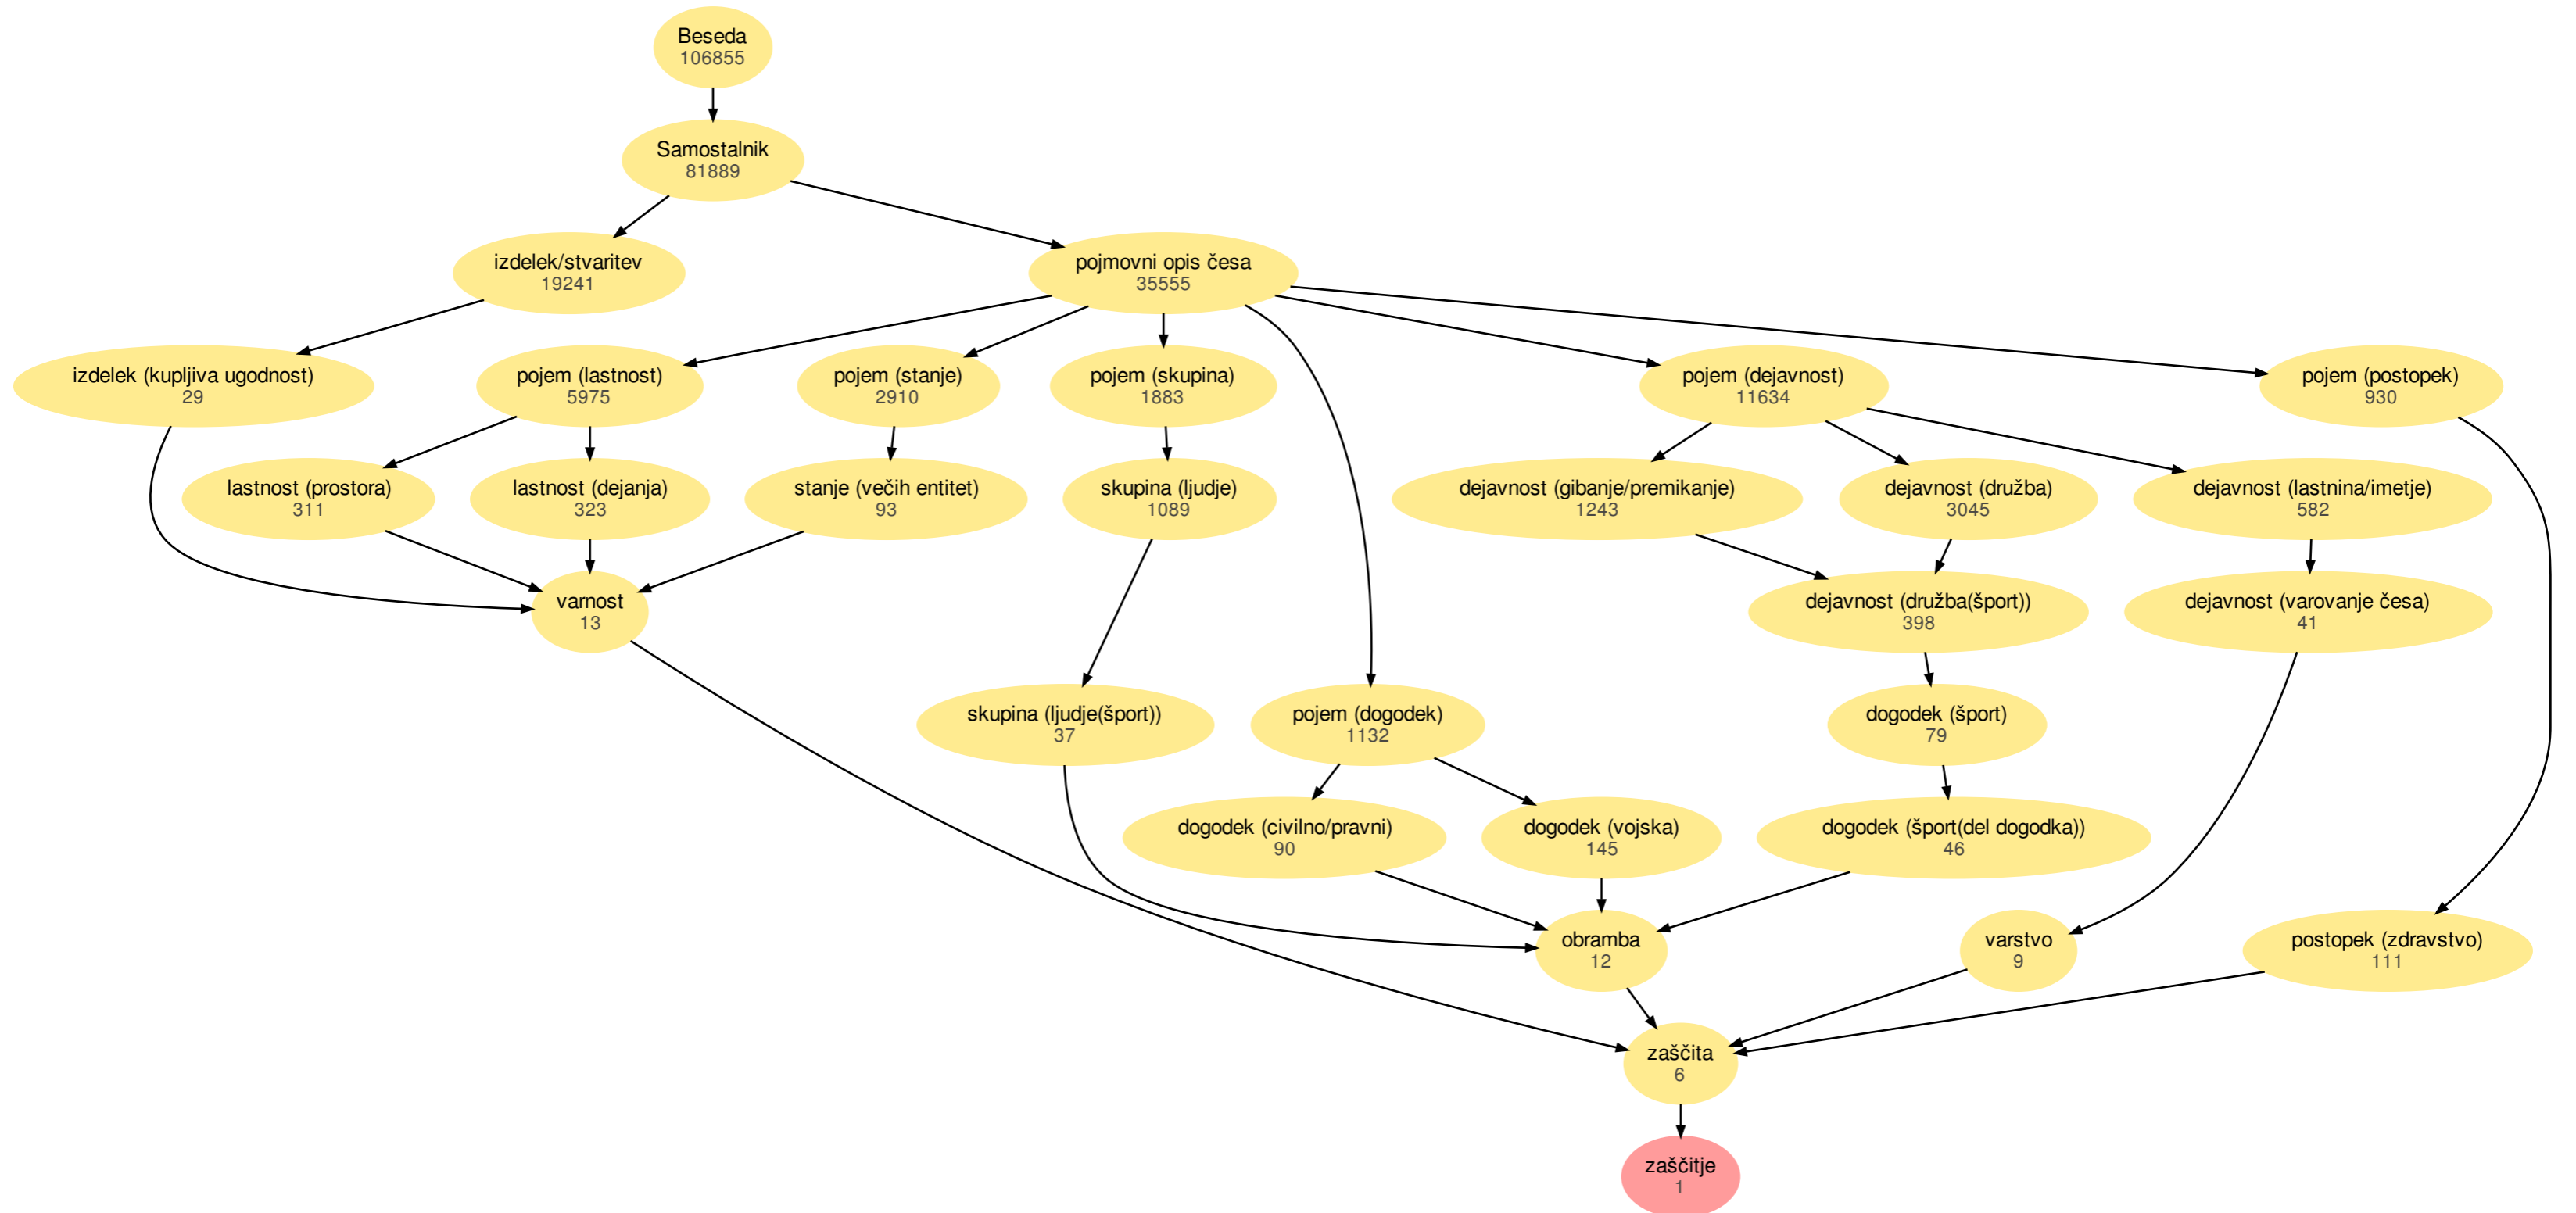 Beseda
106855
Samostalnik
81889
izdelek/stvaritev
19241
pojmovni opis česa
35555
izdelek (kupljiva ugodnost)
29
pojem (lastnost)
5975
pojem (stanje)
2910
pojem (skupina)
1883
pojem (dejavnost)
11634
pojem (postopek)
930
lastnost (prostora)
311
lastnost (dejanja)
323
stanje (večih entitet)
93
skupina (ljudje)
1089
dejavnost (gibanje/premikanje)
1243
dejavnost (družba)
3045
dejavnost (lastnina/imetje)
582
varnost
13
dejavnost (družba(šport))
398
dejavnost (varovanje česa)
41
skupina (ljudje(šport))
37
pojem (dogodek)
1132
dogodek (šport)
79
dogodek (civilno/pravni)
90
dogodek (vojska)
145
dogodek (šport(del dogodka))
46
obramba
12
varstvo
9
postopek (zdravstvo)
111
zaščita
6
zaščitje
1